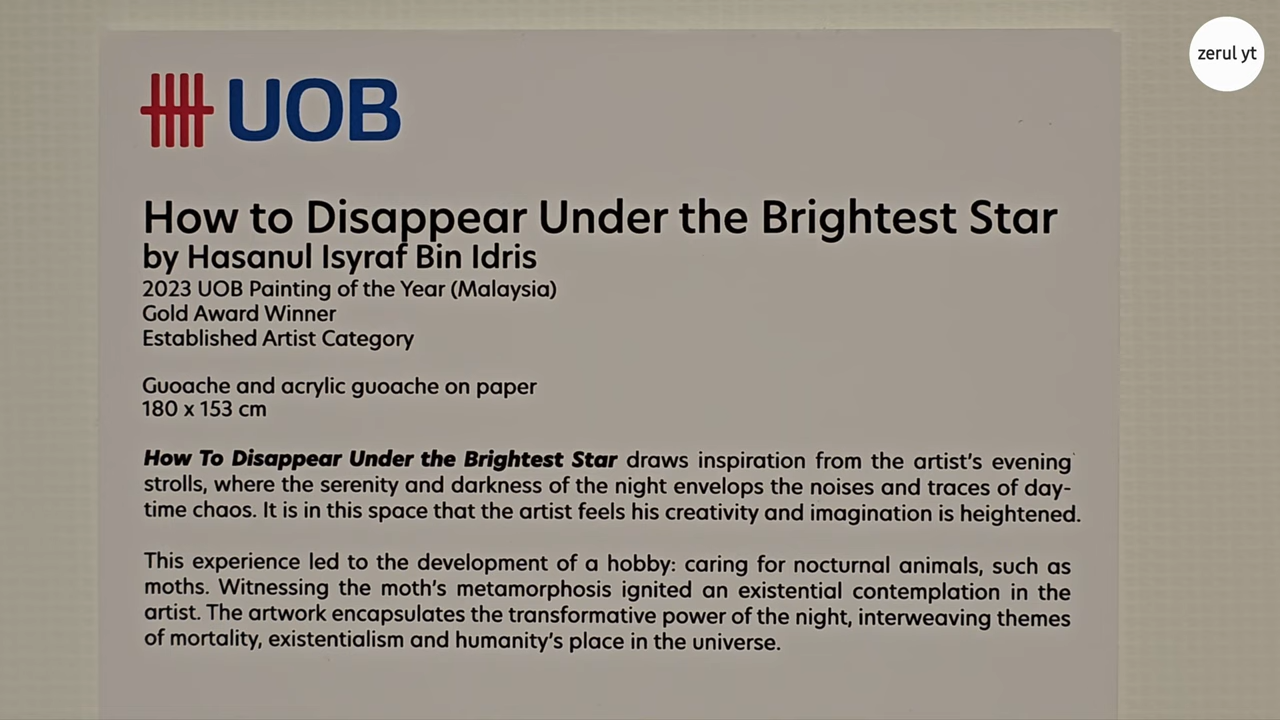 zerul yt
UOB
How to Disappear Under the Brightest Star
by Hasanul Isyraf Bin Idris
2023 UOB Painting of the Year (Malaysia)
Gold Award Winner
Established Artist Category
Guoache and acrylic guoache on paper
180 x 153 cm
How To Disappear Under the Brightest Star draws inspiration from the artist's evening
strolls, where the serenity and darkness of the night envelops the noises and traces of day-
time chaos. It is in this space that the artist feels his creativity and imagination is heightened.
This experience led to the development of a hobby: caring for nocturnal animals, such as
moths. Witnessing the moth's metamorphosis ignited an existential contemplation in the
artist. The artwork encapsulates the transformative power of the night, interweaving themes
of mortality, existentialism and humanity's place in the universe.